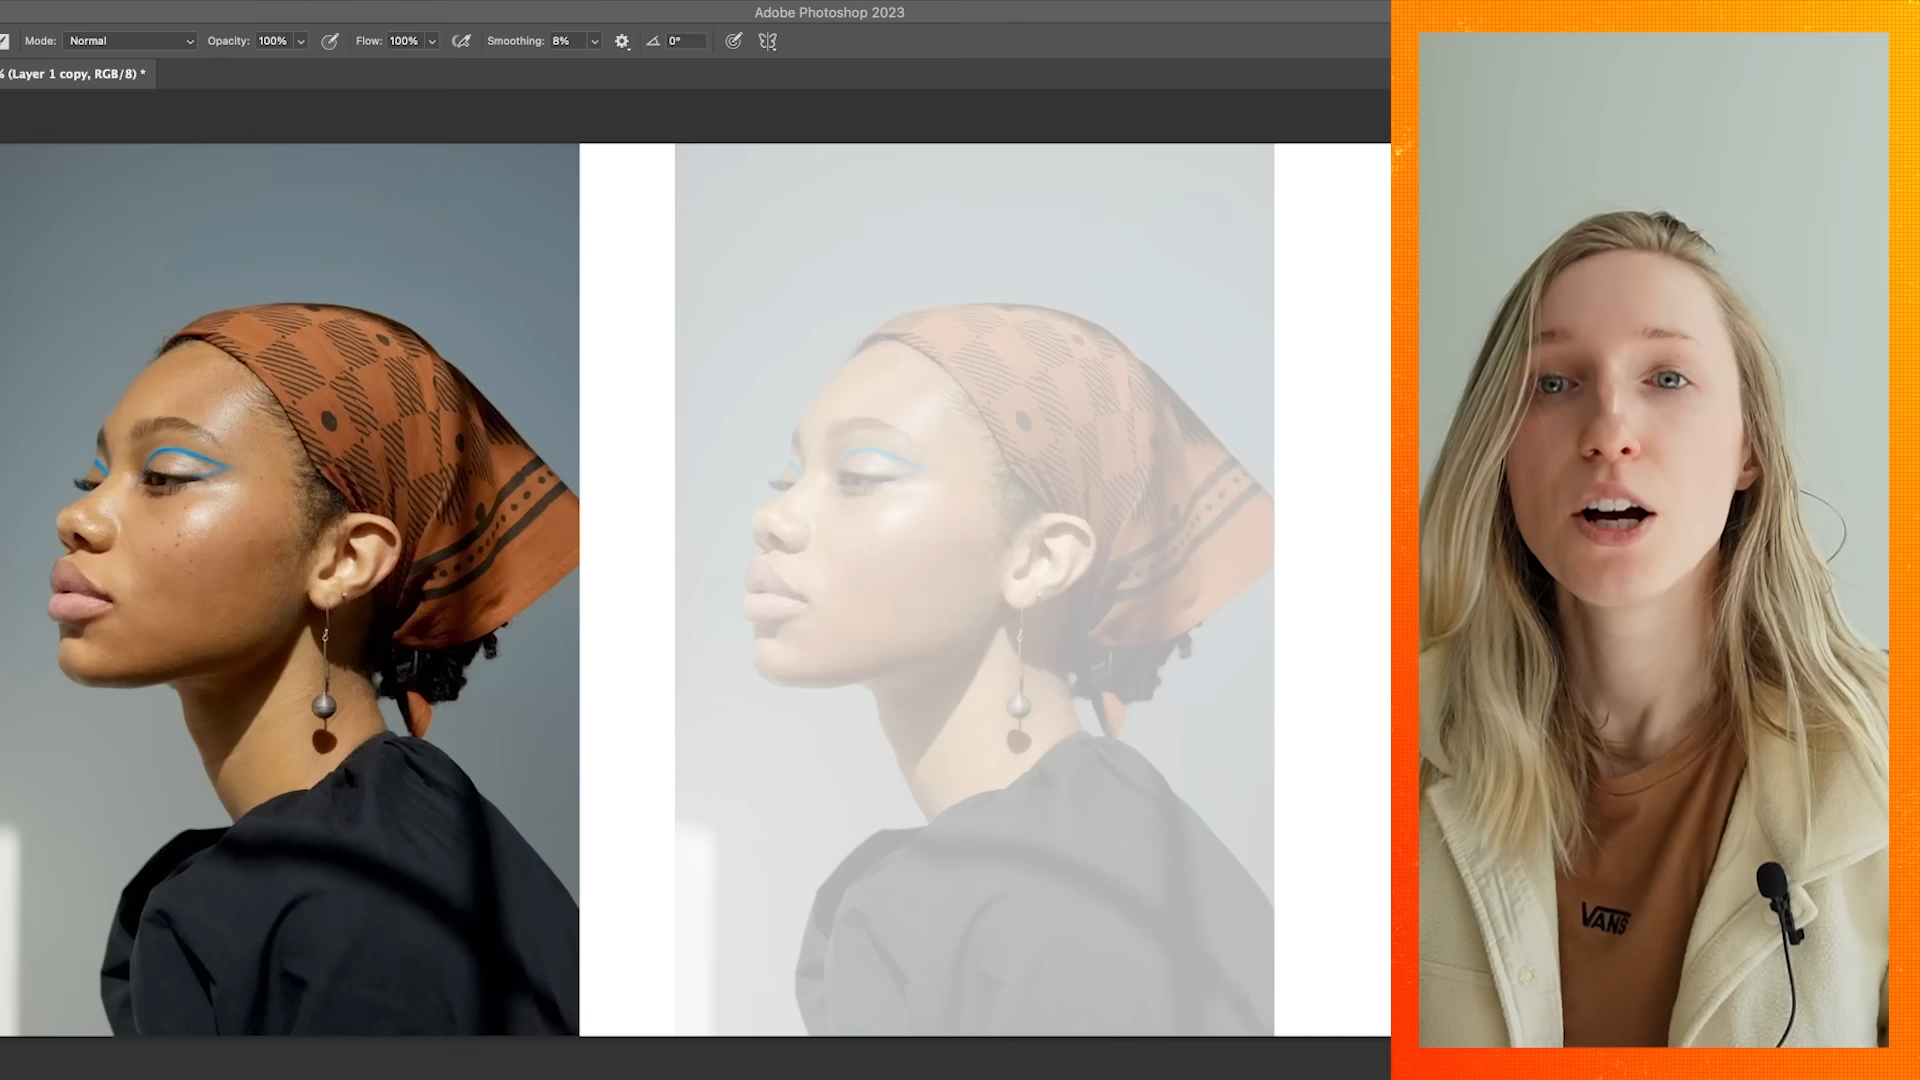 Adobe Photoshop 2023
Mode: Normal Opacity: 100% Flow: 100% Smoothing: 8% 0°
% (Layer 1 copy, RGB/8) *
VANS